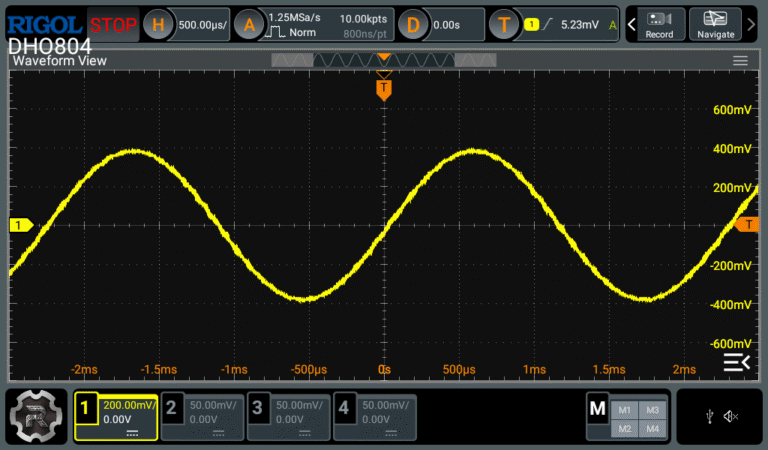 RIGOL STOP H 500.00μs/ A 1.25MSa/s 10.00kpts D 0.00s T 1 5.23mV A Record Navigate
Norm 800ns/pt
DHO804
Waveform View
T
600mV
400mV
200mV
1 T
-200mV
-400mV
-600mV
-2ms -1.5ms -1ms -500μs 0s 500μs 1ms 1.5ms 2ms
1 200.00mV/ 2 50.00mV/ 3 50.00mV/ 4 50.00mV/ M M1 M3
0.00V 0.00V 0.00V 0.00V M2 M4
R